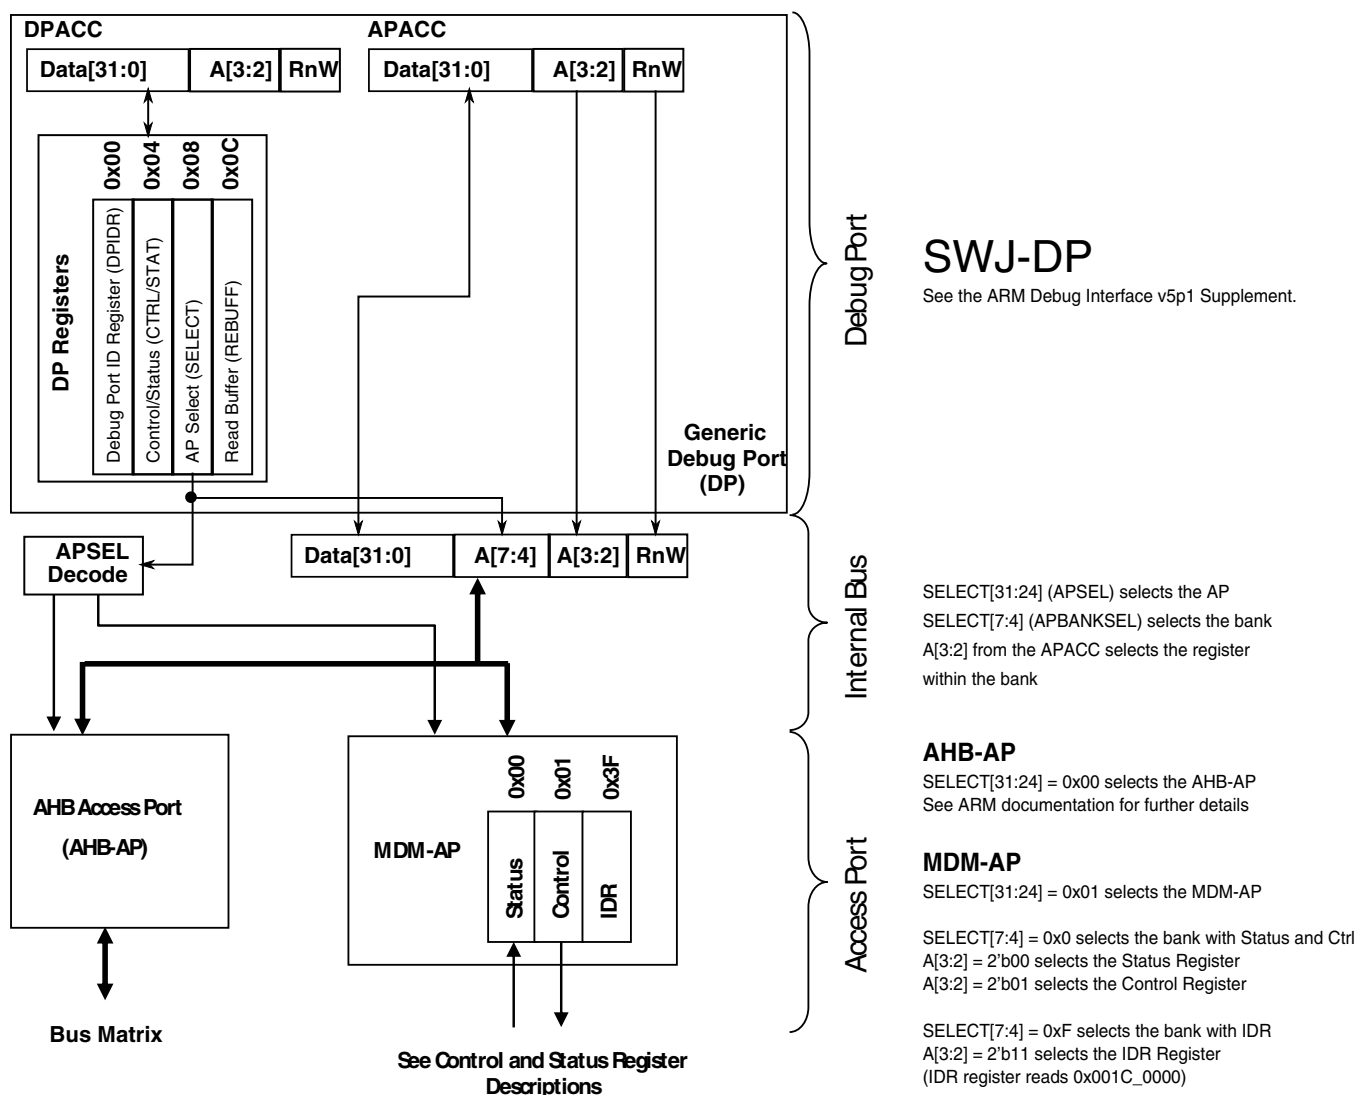 DPACC
APACC
Data[31:0] A[3:2] RnW
Data[31:0] A[3:2] RnW
0x00
0x04
0x08
0x0C
DP Registers
Debug Port ID Register (DPIDR)
Control/Status (CTRL/STAT)
AP Select (SELECT)
Read Buffer (REBUFF)
Generic
Debug Port
(DP)
Debug Port
SWJ-DP
See the ARM Debug Interface v5p1 Supplement.
APSEL
Decode
Data[31:0] A[7:4] A[3:2] RnW
Internal Bus
SELECT[31:24] (APSEL) selects the AP
SELECT[7:4] (APBANKSEL) selects the bank
A[3:2] from the APACC selects the register
within the bank
AHB Access Port
(AHB-AP)
Bus Matrix
MDM-AP
0x00
0x01
0x3F
Status
Control
IDR
See Control and Status Register
Descriptions
Access Port
AHB-AP
SELECT[31:24] = 0x00 selects the AHB-AP
See ARM documentation for further details
MDM-AP
SELECT[31:24] = 0x01 selects the MDM-AP
SELECT[7:4] = 0x0 selects the bank with Status and Ctrl
A[3:2] = 2'b00 selects the Status Register
A[3:2] = 2'b01 selects the Control Register
SELECT[7:4] = 0xF selects the bank with IDR
A[3:2] = 2'b11 selects the IDR Register
(IDR register reads 0x001C_0000)